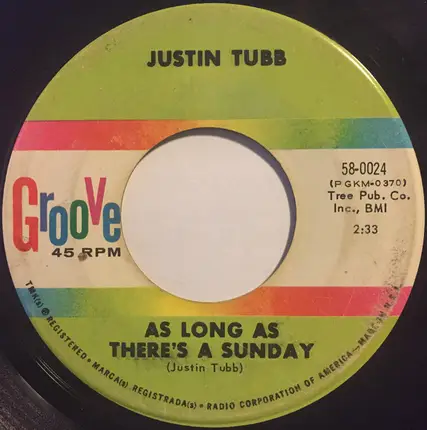 JUSTIN TUBB
58-0024
(PGKM-0370)
Tree Pub. Co.
Inc., BMI
2:33
Groove
45 RPM
AS LONG AS
THERE'S A SUNDAY
(Justin Tubb)
TMK(s) ® REGISTERED • MARCA(s) REGISTRADA(s) • RADIO CORPORATION OF AMERICA—